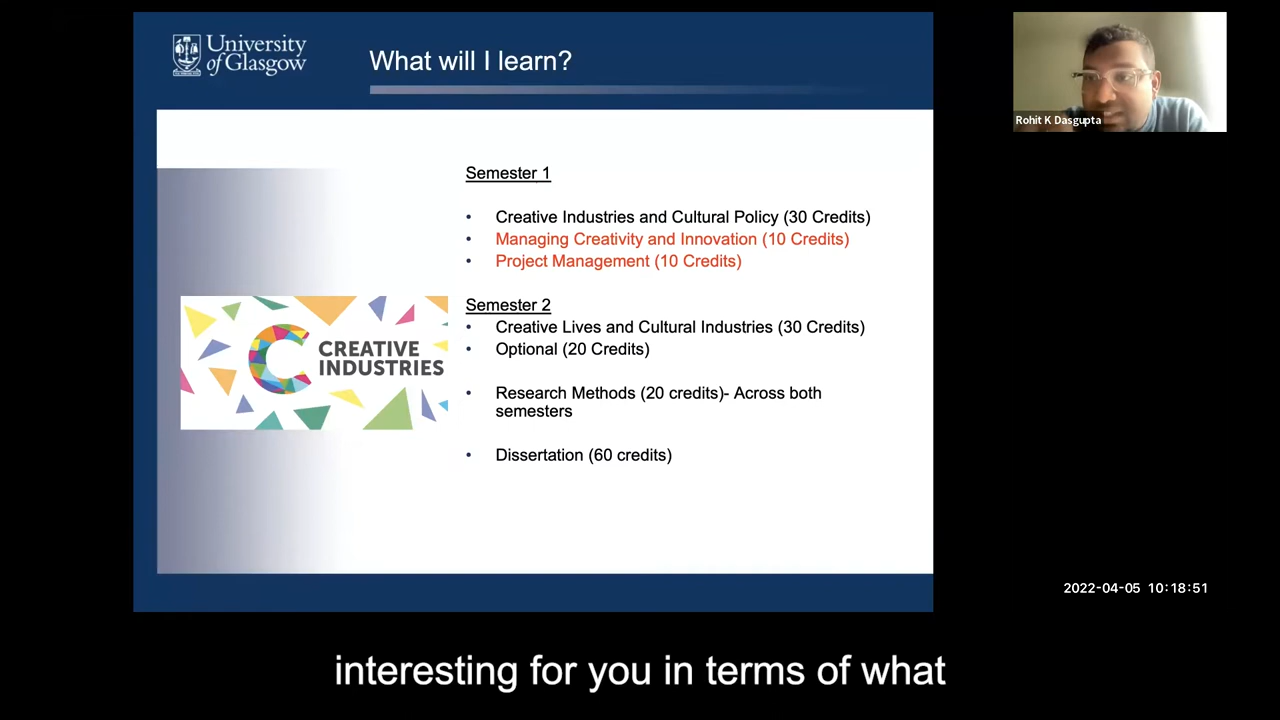 University
of Glasgow
What will I learn?
Rohit K Dasgupta
Semester 1
• Creative Industries and Cultural Policy (30 Credits)
• Managing Creativity and Innovation (10 Credits)
• Project Management (10 Credits)
Semester 2
• Creative Lives and Cultural Industries (30 Credits)
• Optional (20 Credits)
• Research Methods (20 credits)- Across both
semesters
• Dissertation (60 credits)
CREATIVE
INDUSTRIES
2022-04-05 10:18:51
interesting for you in terms of what